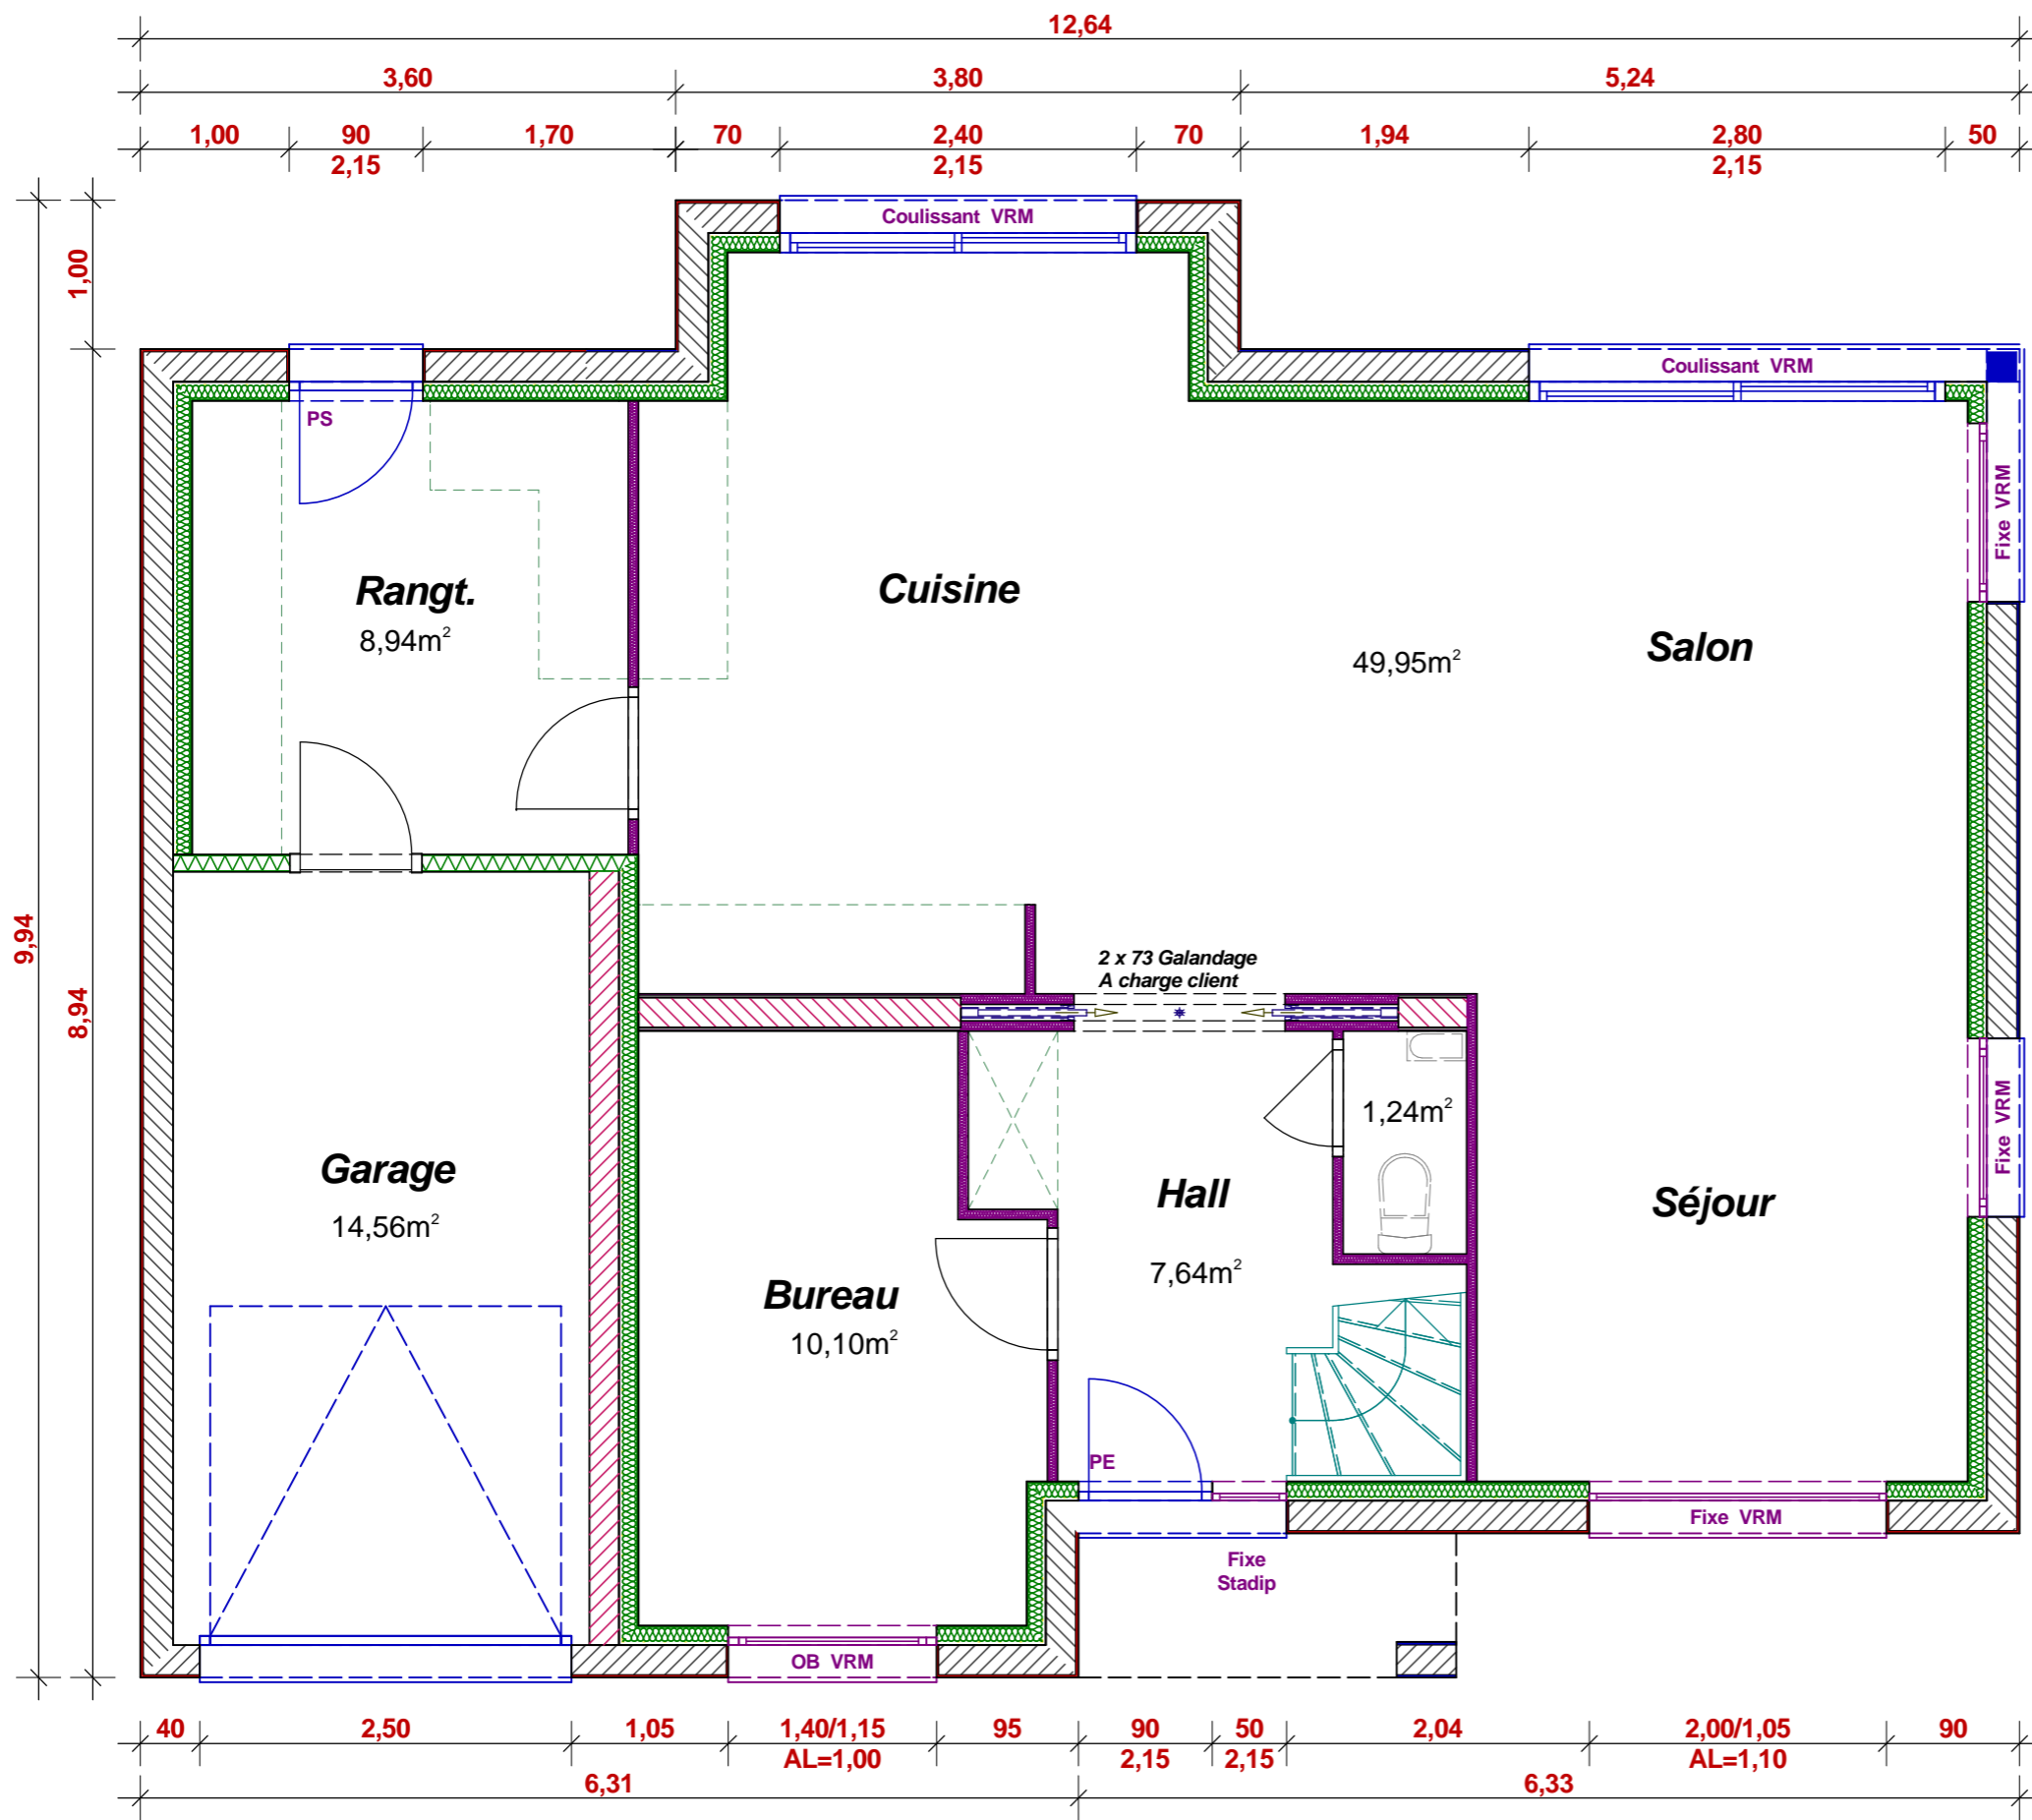 12,64
3,60 3,80 5,24
1,00 90 1,70 70 2,40 70 1,94 2,80 50
2,15 2,15 2,15
Coulissant VRM
1,00
Coulissant VRM
PS
Fixe VRM
Rangt.
8,94m²
Cuisine
Salon
49,95m²
9,94
8,94
2 x 73 Galandage
A charge client
Fixe VRM
1,24m²
Garage
14,56m²
Hall
7,64m²
Séjour
Bureau
10,10m²
PE
Fixe VRM
Fixe
Stadip
OB VRM
40 2,50 1,05 1,40/1,15 95 90 50 2,04 2,00/1,05 90
AL=1,00 2,15 2,15 AL=1,10
6,31 6,33